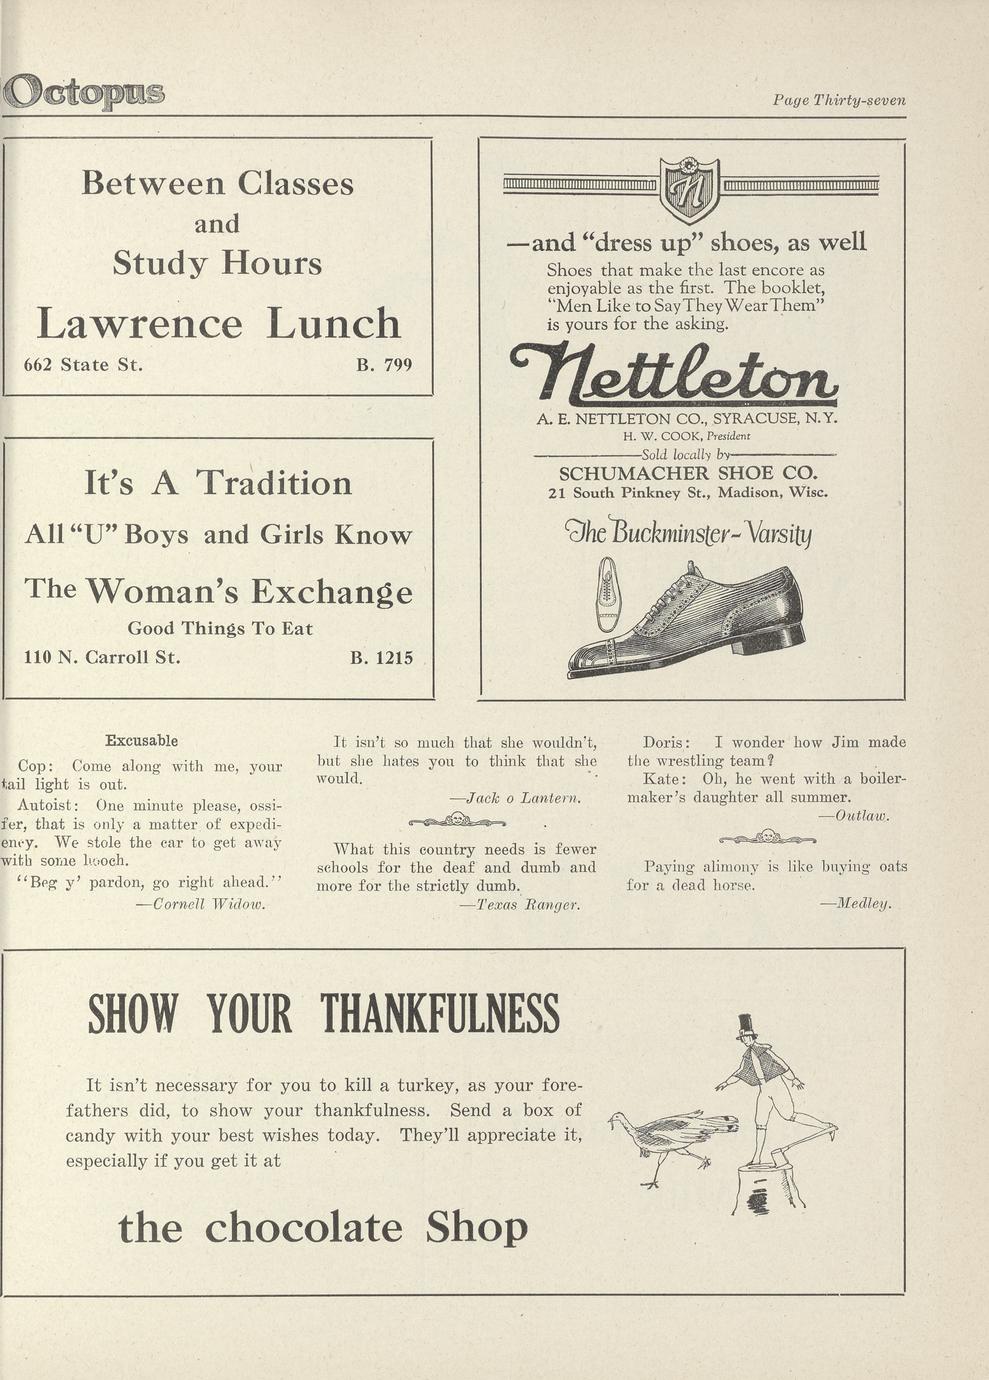 Octopus
Page Thirty-seven
Between Classes
and
Study Hours
Lawrence Lunch
662 State St. B. 799
It's A Tradition
All "U" Boys and Girls Know
The Woman's Exchange
Good Things To Eat
110 N. Carroll St. B. 1215
N
—and "dress up" shoes, as well
Shoes that make the last encore as
enjoyable as the first. The booklet,
"Men Like to Say They Wear Them"
is yours for the asking.
Nettleton
A. E. NETTLETON CO., SYRACUSE, N.Y.
H. W. COOK, President
Sold locally by
SCHUMACHER SHOE CO.
21 South Pinkney St., Madison, Wisc.
The Buckminster-Varsity
Excusable
Cop: Come along with me, your
tail light is out.
Autoist: One minute please, ossi-
fer, that is only a matter of expedi-
ency. We stole the car to get away
with some hooch.
"Beg y' pardon, go right ahead."
—Cornell Widow.
It isn't so much that she wouldn't,
but she hates you to think that she
would.
—Jack o Lantern.
What this country needs is fewer
schools for the deaf and dumb and
more for the strictly dumb.
—Texas Ranger.
Doris: I wonder how Jim made
the wrestling team?
Kate: Oh, he went with a boiler-
maker's daughter all summer.
—Outlaw.
Paying alimony is like buying oats
for a dead horse.
—Medley.
SHOW YOUR THANKFULNESS
It isn't necessary for you to kill a turkey, as your fore-
fathers did, to show your thankfulness. Send a box of
candy with your best wishes today. They'll appreciate it,
especially if you get it at
the chocolate Shop